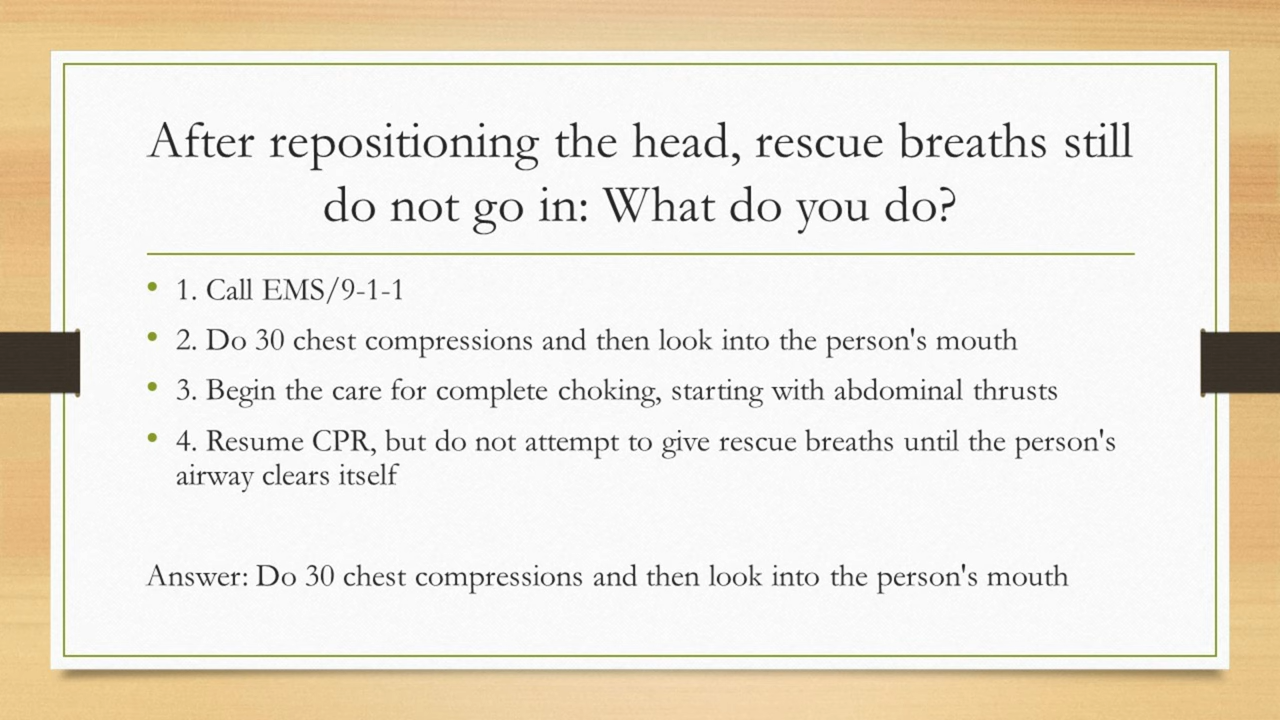 After repositioning the head, rescue breaths still
do not go in: What do you do?
• 1. Call EMS/9-1-1
• 2. Do 30 chest compressions and then look into the person's mouth
• 3. Begin the care for complete choking, starting with abdominal thrusts
• 4. Resume CPR, but do not attempt to give rescue breaths until the person's
airway clears itself
Answer: Do 30 chest compressions and then look into the person's mouth